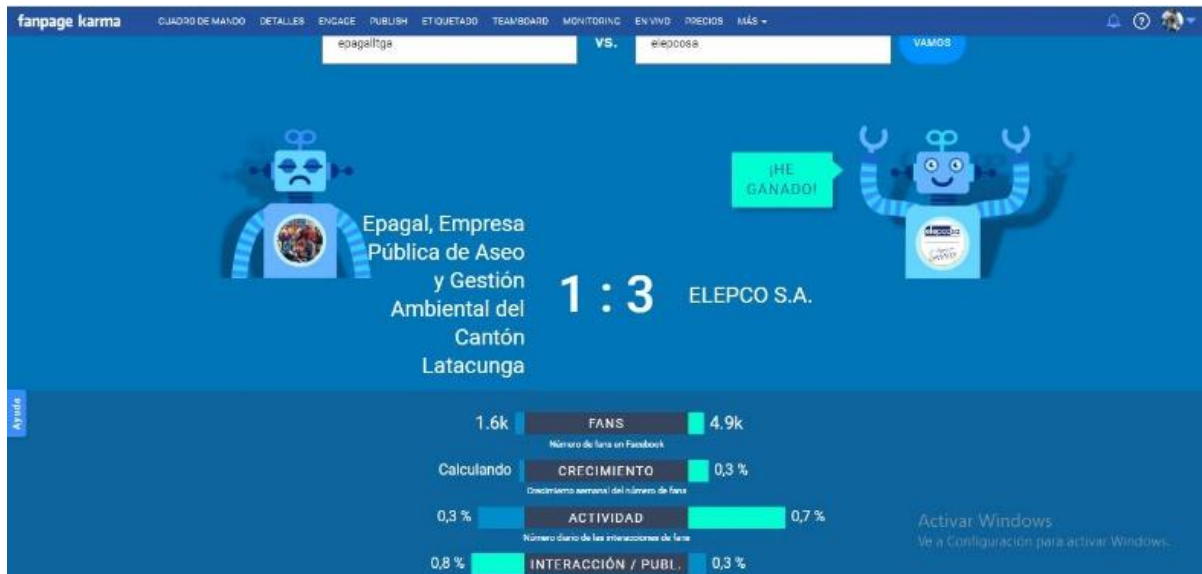 fanpage karma CUADRO DE MANDO DETALLES ENGAGE PUBLISH ETIQUETADO TEAMBOARD MONITORING EN VIVO PRECIOS MÁS
epagalltga VS. elepcosa VAMOS
¡HE
GANADO!
Epagal, Empresa
Pública de Aseo
y Gestión
Ambiental del
Cantón
Latacunga
1 : 3 ELEPCO S.A.
elepcosa
Ayuda
1.6k FANS 4.9k
Número de fans en Facebook
Calculando CRECIMIENTO 0,3 %
Crecimiento semanal del número de fans
0,3 % ACTIVIDAD 0,7 %
Número diario de las interacciones de fans
0,8 % INTERACCIÓN / PUBL. 0,3 %
Activar Windows
Ve a Configuración para activar Windows.